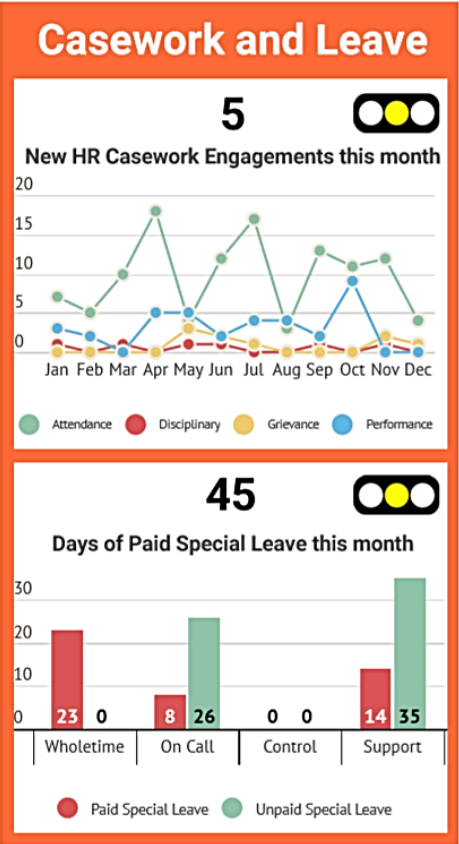 Casework and Leave
5
New HR Casework Engagements this month
20
15
10
5
0
Jan Feb Mar Apr May Jun Jul Aug Sep Oct Nov Dec
Attendance Disciplinary Grievance Performance
45
Days of Paid Special Leave this month
30
20
10
0
23 0 8 26 0 0 14 35
Wholetime On Call Control Support
Paid Special Leave Unpaid Special Leave